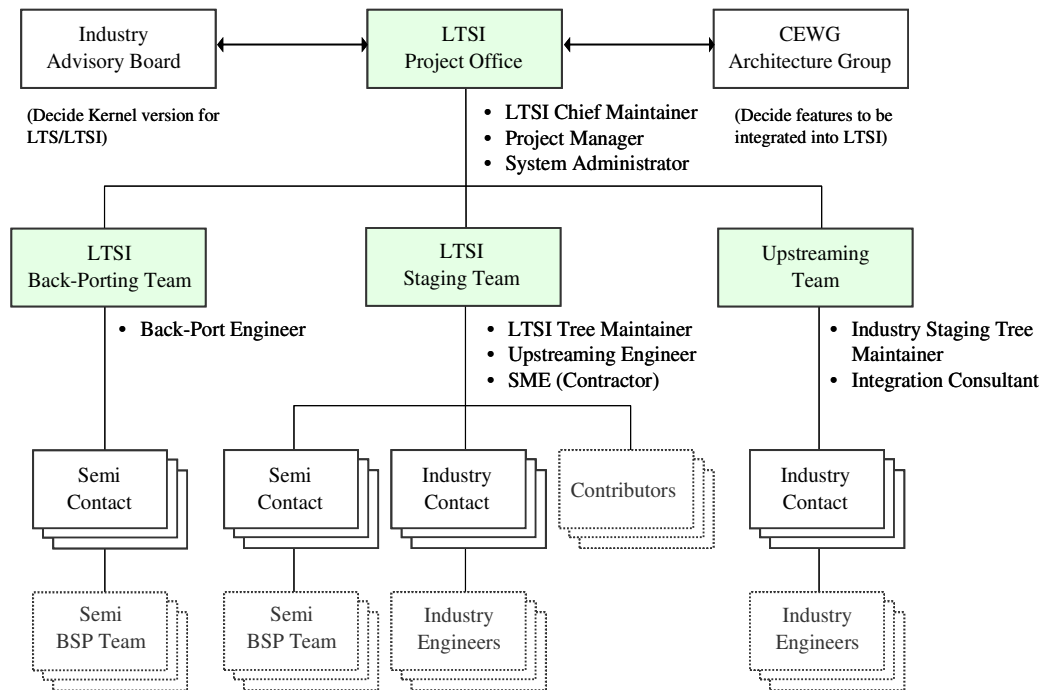 Industry
Advisory Board
LTSI
Project Office
CEWG
Architecture Group
(Decide Kernel version for
LTS/LTSI)
• LTSI Chief Maintainer
• Project Manager
• System Administrator
(Decide features to be
integrated into LTSI)
LTSI
Back-Porting Team
LTSI
Staging Team
Upstreaming
Team
• Back-Port Engineer
• LTSI Tree Maintainer
• Upstreaming Engineer
• SME (Contractor)
• Industry Staging Tree
Maintainer
• Integration Consultant
Semi
Contact
Semi
Contact
Industry
Contact
Contributors
Industry
Contact
Semi
BSP Team
Semi
BSP Team
Industry
Engineers
Industry
Engineers